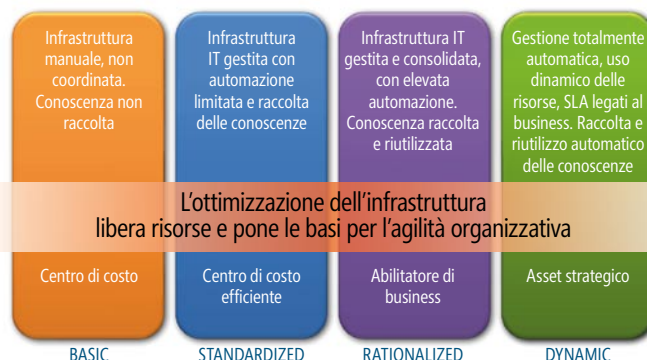 Infrastruttura
manuale, non
coordinata.
Conoscenza non
raccolta
Infrastruttura
IT gestita con
automazione
limitata e raccolta
delle conoscenze
Infrastruttura IT
gestita e consolidata,
con elevata
automazione.
Conoscenza raccolta
e riutilizzata
Gestione totalmente
automatica, uso
dinamico delle
risorse, SLA legati al
business. Raccolta e
riutilizzo automatico
delle conoscenze
L'ottimizzazione dell'infrastruttura
libera risorse e pone le basi per l'agilità organizzativa
Centro di costo
Centro di costo
efficiente
Abilitatore di
business
Asset strategico
BASIC
STANDARDIZED
RATIONALIZED
DYNAMIC